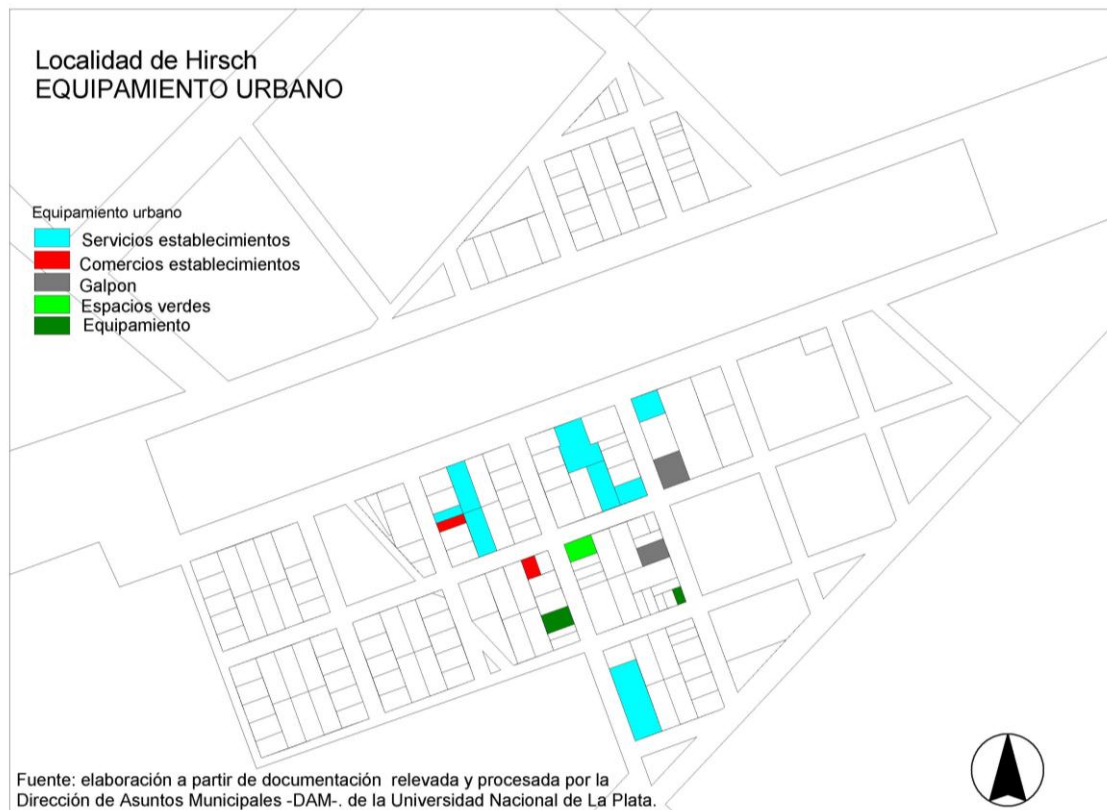 Localidad de Hirsch
EQUIPAMIENTO URBANO
Equipamiento urbano
Servicios establecimientos
Comercios establecimientos
Galpon
Espacios verdes
Equipamiento
Fuente: elaboración a partir de documentación relevada y procesada por la
Dirección de Asuntos Municipales -DAM-. de la Universidad Nacional de La Plata.